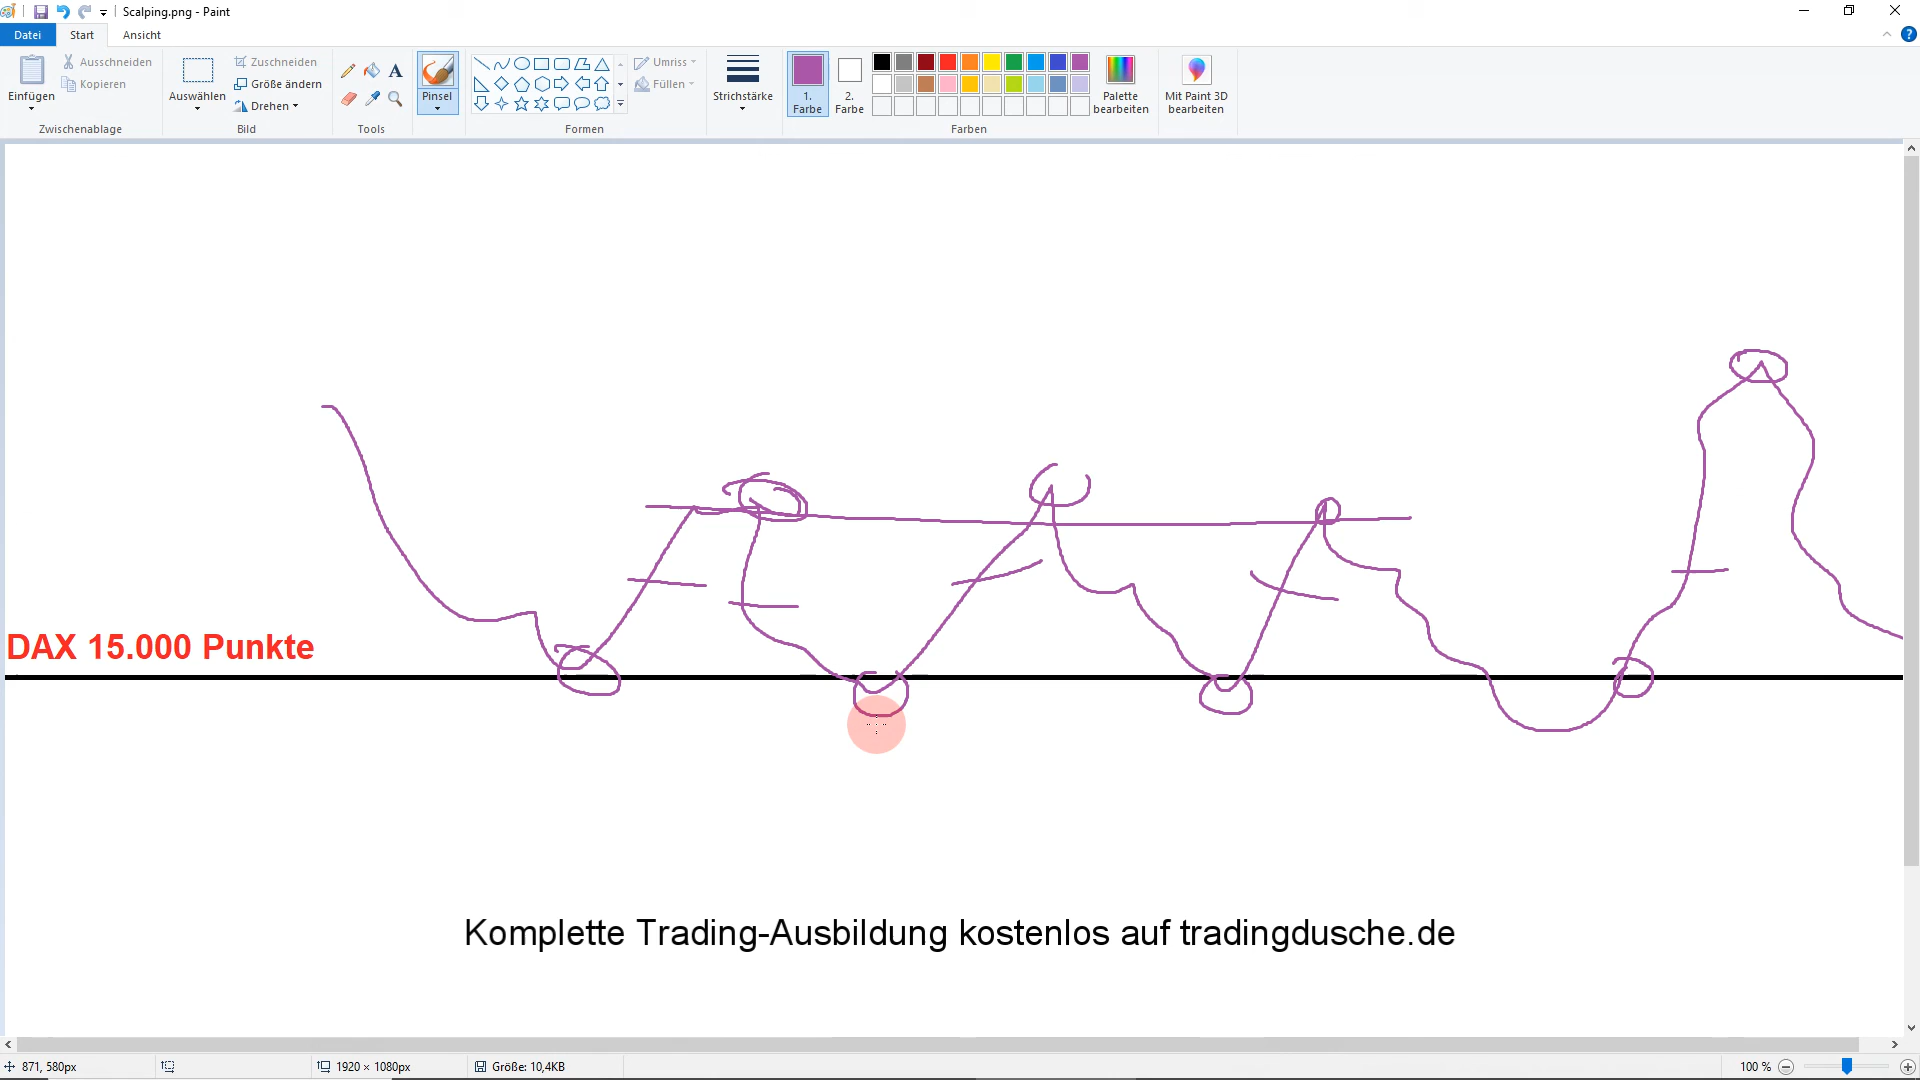 Scalping.png - Paint
Datei Start Ansicht
Einfügen
Ausschneiden
Kopieren
Zwischenablage
Auswählen
Zuschneiden
Größe ändern
Drehen
Bild
Tools
Pinsel
Umriss
Füllen
Formen
Strichstärke
1. Farbe
2. Farbe
Palette bearbeiten
Farben
Mit Paint 3D bearbeiten
DAX 15.000 Punkte
Komplette Trading-Ausbildung kostenlos auf tradingdusche.de
871, 580px 1920 × 1080px Größe: 10,4KB 100 %